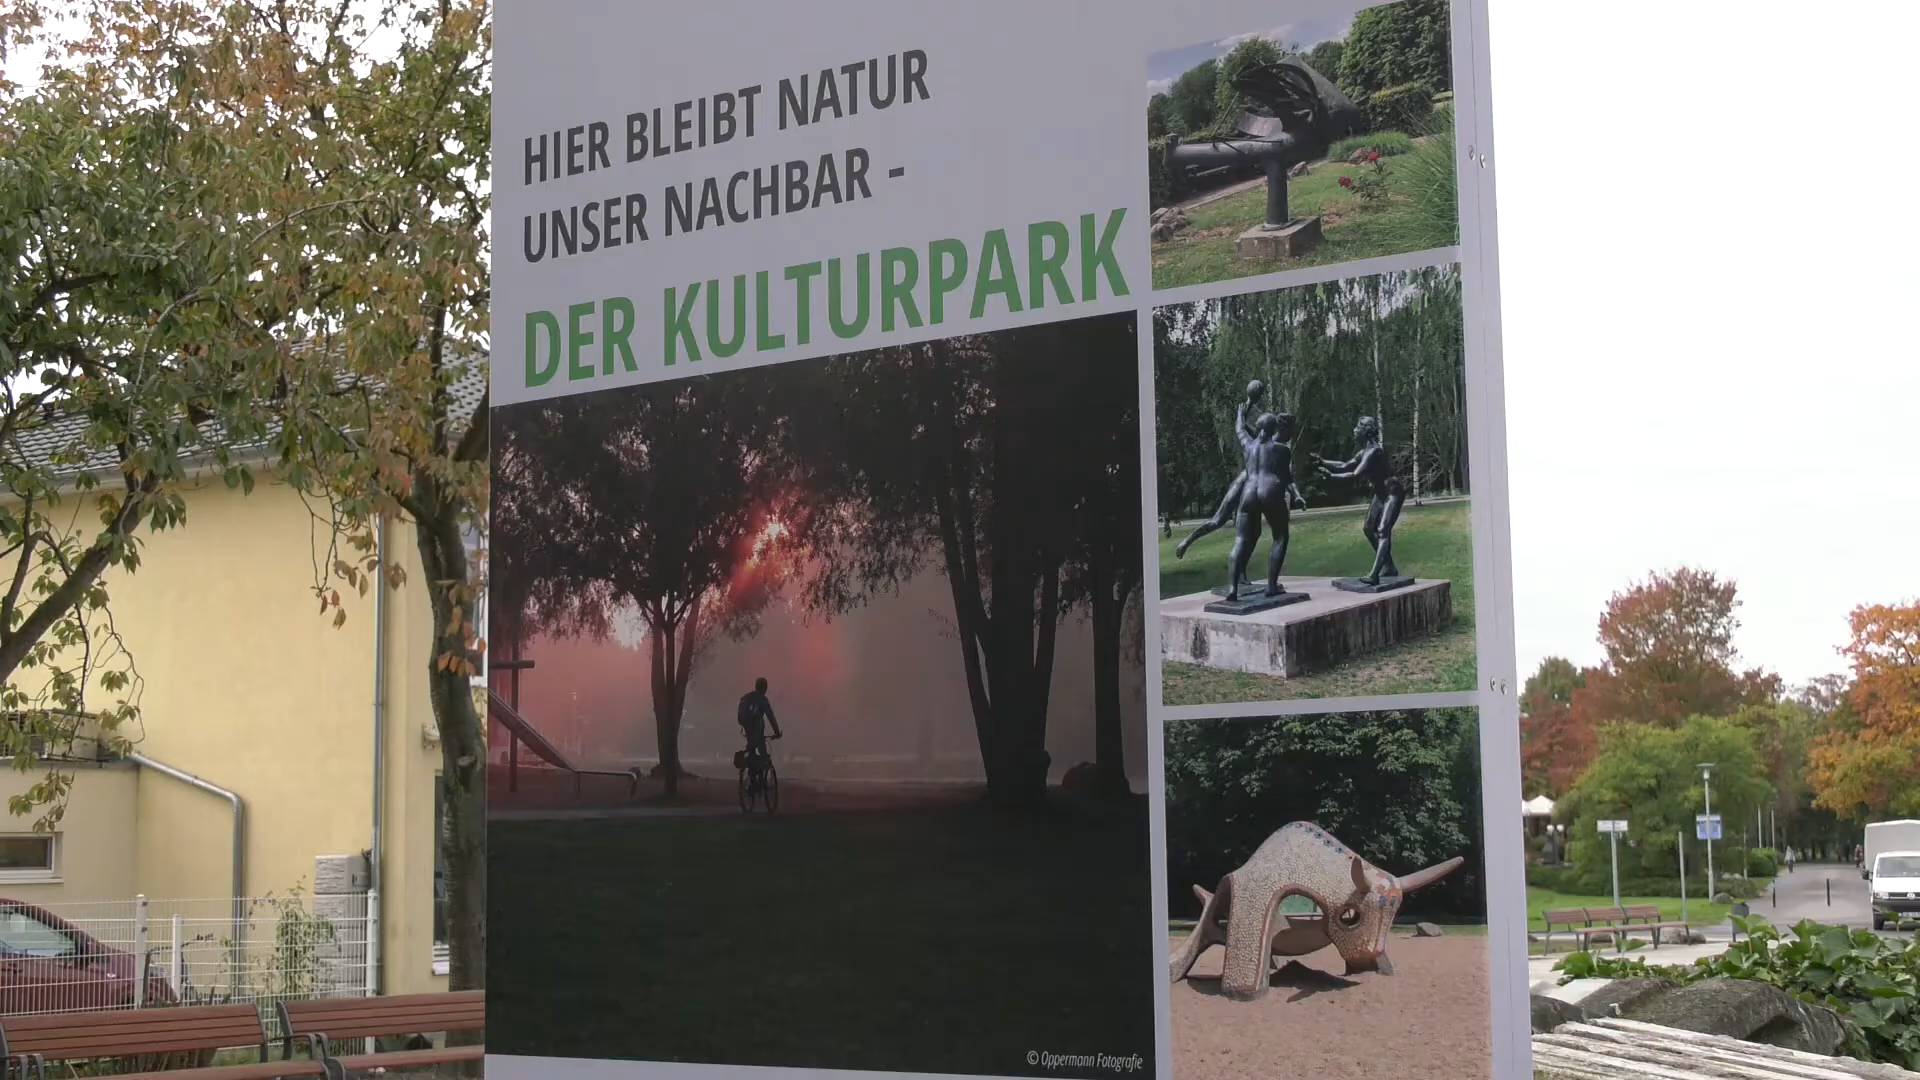 HIER BLEIBT NATUR
UNSER NACHBAR -
DER KULTURPARK
© Oppermann Fotografie